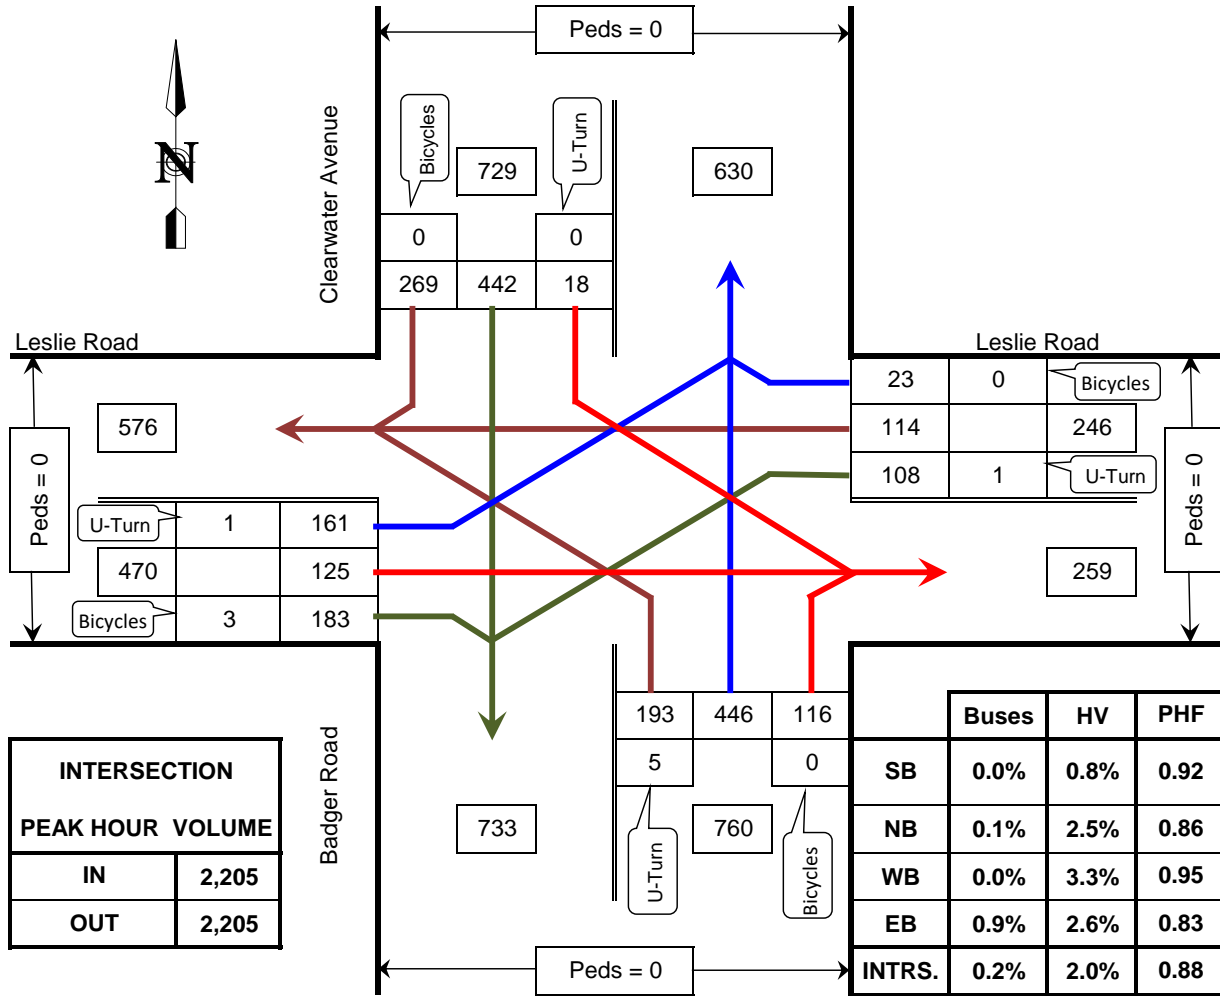 Peds = 0
N
Clearwater Avenue
Bicycles
U-Turn
729
630
0
0
269
442
18
Leslie Road
Leslie Road
Peds = 0
576
23
0
Bicycles
114
246
108
1
U-Turn
Peds = 0
U-Turn
1
161
470
125
Bicycles
3
183
259
193
446
116
5
0
733
760
U-Turn
Bicycles
Badger Road
INTERSECTION
PEAK HOUR VOLUME
IN 2,205
OUT 2,205
Buses HV PHF
SB 0.0% 0.8% 0.92
NB 0.1% 2.5% 0.86
WB 0.0% 3.3% 0.95
EB 0.9% 2.6% 0.83
INTRS. 0.2% 2.0% 0.88
Peds = 0